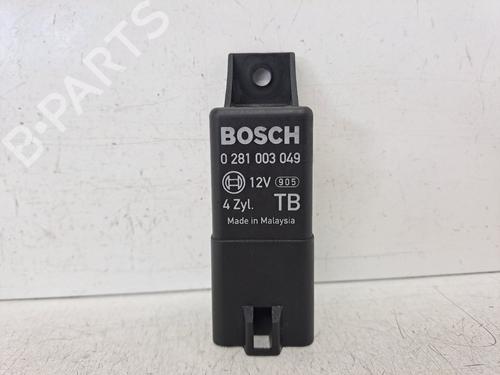 B-PARTS
BOSCH
0 281 003 049
12V 905
4 Zyl. TB
Made in Malaysia